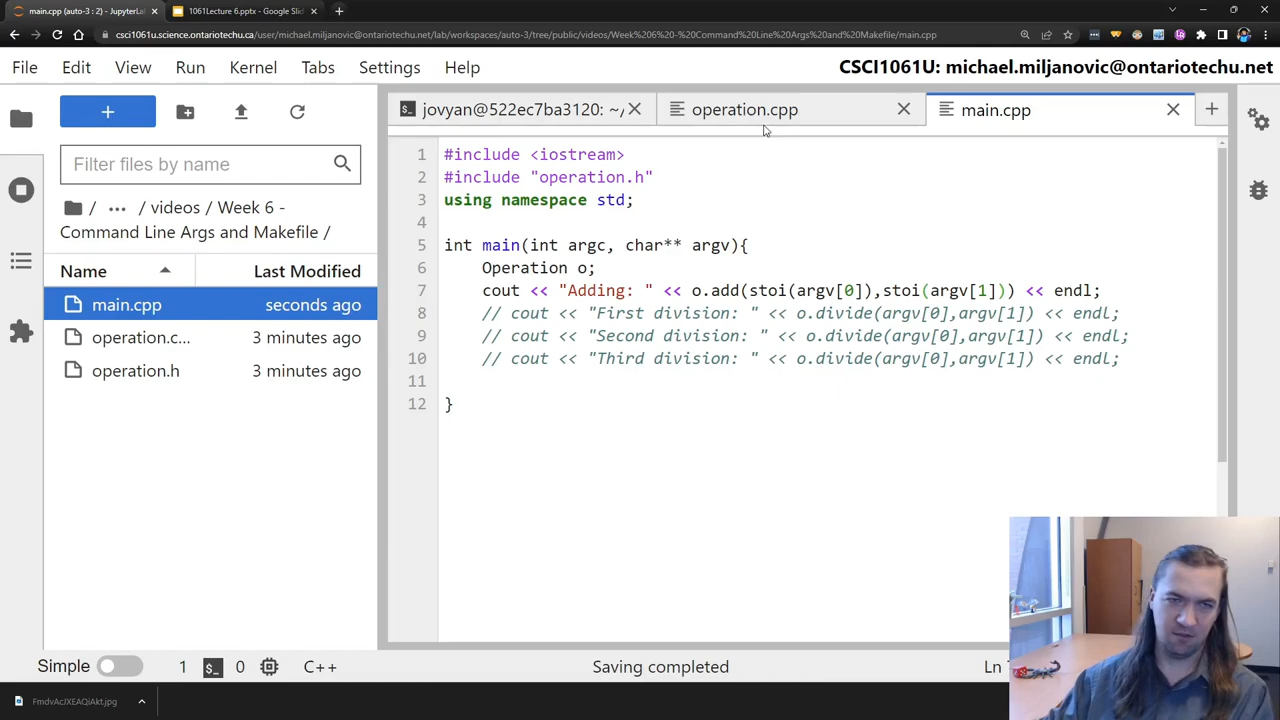 main.cpp (auto-3 : 2) - JupyterLab
1061Lecture 6.pptx - Google Slid
csci1061u.science.ontariotechu.ca/user/michael.miljanovic@ontariotechu.net/lab/workspaces/auto-3/tree/public/videos/Week%206%20-%20Command%20Line%20Args%20and%20Makefile/main.cpp
File Edit View Run Kernel Tabs Settings Help
CSCI1061U: michael.miljanovic@ontariotechu.net
jovyan@522ec7ba3120: ~/
operation.cpp
main.cpp
Filter files by name
/ ... / videos / Week 6 -
Command Line Args and Makefile /
Name Last Modified
main.cpp seconds ago
operation.c... 3 minutes ago
operation.h 3 minutes ago
1 #include <iostream>
2 #include "operation.h"
3 using namespace std;
4
5 int main(int argc, char** argv){
6 Operation o;
7 cout << "Adding: " << o.add(stoi(argv[0]),stoi(argv[1])) << endl;
8 // cout << "First division: " << o.divide(argv[0],argv[1]) << endl;
9 // cout << "Second division: " << o.divide(argv[0],argv[1]) << endl;
10 // cout << "Third division: " << o.divide(argv[0],argv[1]) << endl;
11
12 }
Simple 1 $_ 0 C++ Saving completed Ln
FmdvAcJXEAQiAkt.jpg